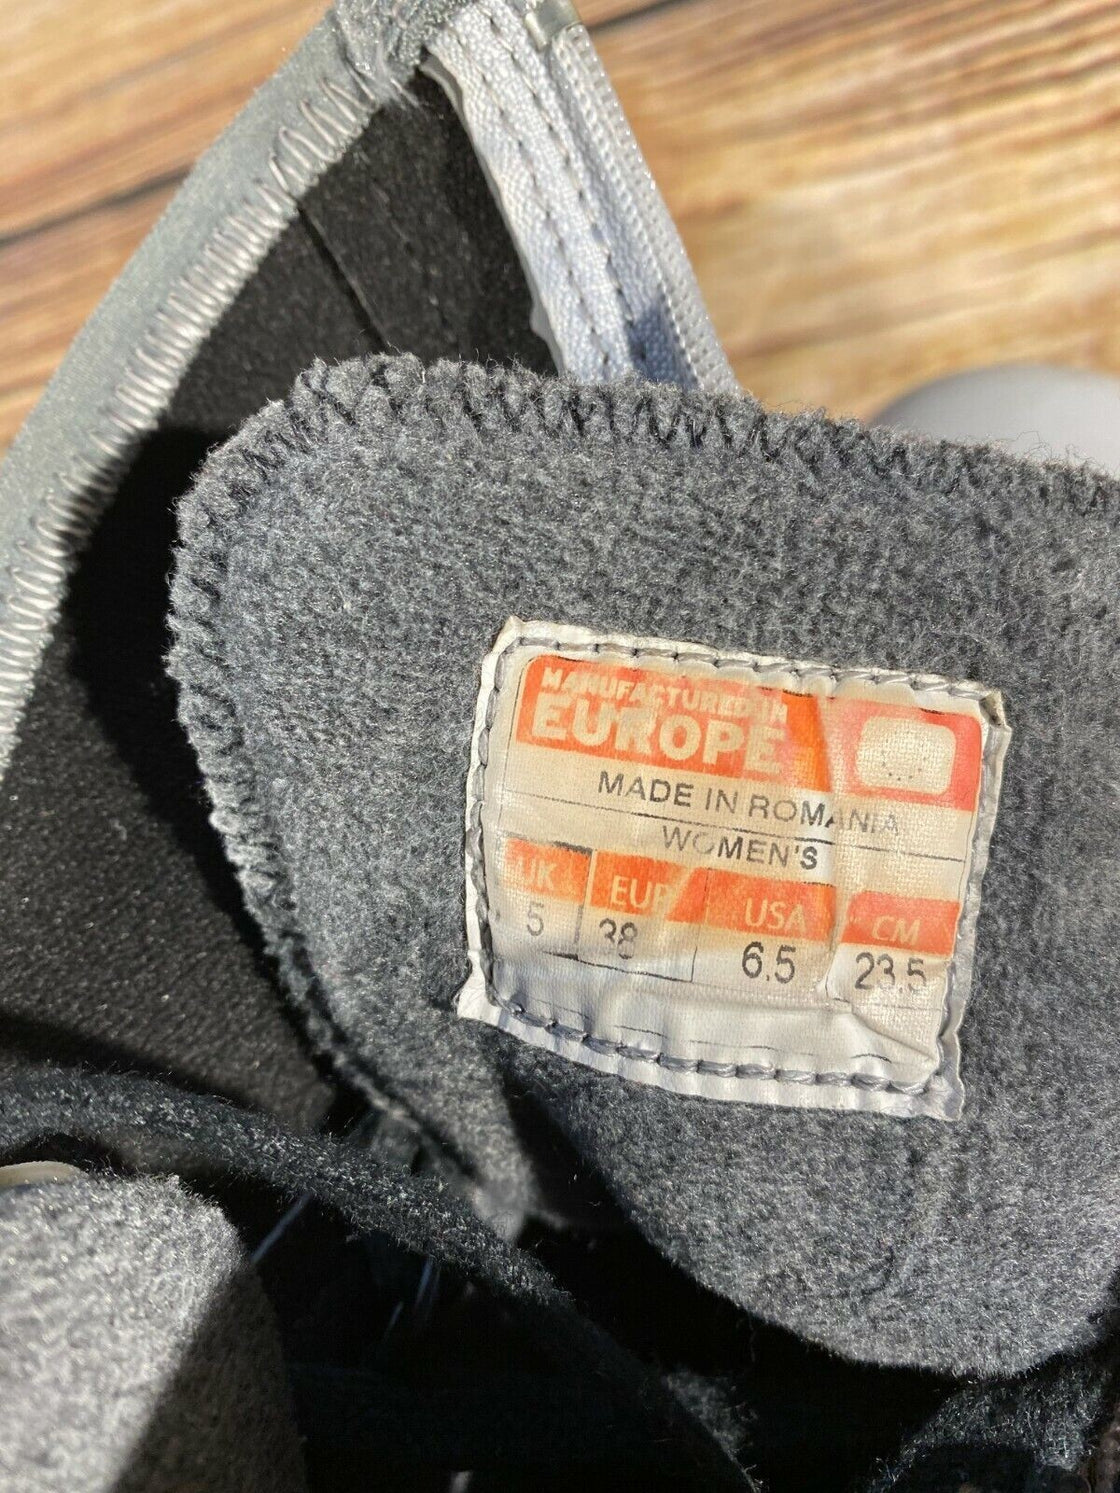 MANUFACTURED IN
EUROPE
MADE IN ROMANIA
WOMEN'S
UK EUR USA CM
5 38 6.5 23.5